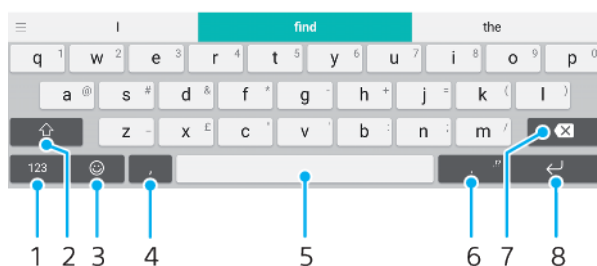 I find the
q 1 w 2 e 3 r 4 t 5 y 6 u 7 i 8 o 9 p 0
a @ s # d & f * g - h + j = k ( l )
z _ x £ c " v ' b : n ; m /
123 , . ,"
1 2 3 4 5 6 7 8